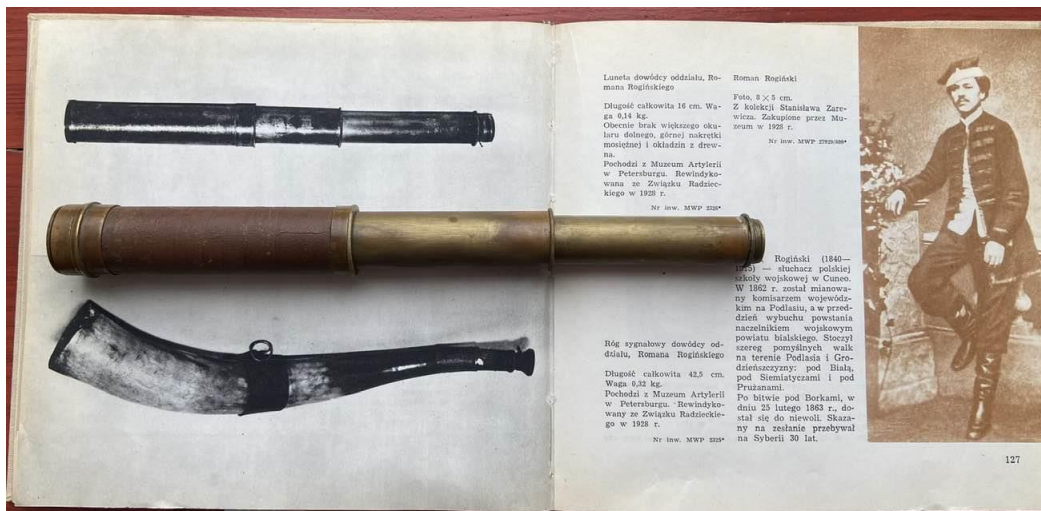 Luneta dowódcy oddziału, Ro-
mana Rogińskiego
Długość całkowita 16 cm. Wa-
ga 0,14 kg.
Obecnie brak większego oku-
laru dolnego, górnej nakrętki
mosiężnej i okładzin z drew-
na.
Pochodzi z Muzeum Artylerii
w Petersburgu. Rewindyko-
wana ze Związku Radziec-
kiego w 1928 r.
Nr inw. MWP
Róg sygnałowy dowódcy od-
działu, Romana Rogińskiego
Długość całkowita 42,5 cm.
Waga 0,32 kg.
Pochodzi z Muzeum Artylerii
w Petersburgu. Rewindyko-
wany ze Związku Radzieckie-
go w 1928 r.
Nr inw. MWP
Roman Rogiński
Foto, 8 × 5 cm.
Z kolekcji Stanisława Zare-
wicza. Zakupione przez Mu-
zeum w 1928 r.
Nr inw. MWP
Rogiński (1840—
— słuchacz polskiej
szkoły wojskowej w Cuneo.
W 1862 r. został mianowa-
ny komisarzem wojewódz-
kim na Podlasiu, a w przed-
dzień wybuchu powstania
naczelnikiem wojskowym
powiatu bialskiego. Stoczył
szereg pomyślnych walk
na terenie Podlasia i Gro-
dzieńszczyzny: pod Białą,
pod Siemiatyczami i pod
Prużanami.
Po bitwie pod Borkami, w
dniu 25 lutego 1863 r., do-
stał się do niewoli. Skaza-
ny na zesłanie przebywał
na Syberii 30 lat.
127